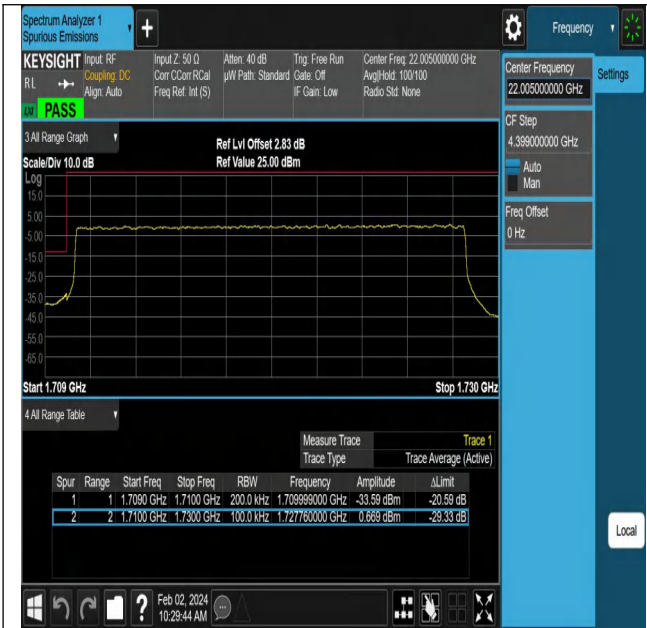 Spectrum Analyzer 1
Spurious Emissions
Frequency
KEYSIGHT Input: RF Input Z: 50 Ω Atten: 40 dB Trig: Free Run Center Freq: 22.005000000 GHz
RL Coupling: DC Corr CCorr RCal µW Path: Standard Gate: Off Avg|Hold: 100/100
Align: Auto Freq Ref: Int (S) IF Gain: Low Radio Std: None
PASS
3 All Range Graph
Ref Lvl Offset 2.83 dB
Scale/Div 10.0 dB Ref Value 25.00 dBm
Log
15.0
5.00
-5.00
-15.0
-25.0
-35.0
-45.0
-55.0
-65.0
Start 1.709 GHz Stop 1.730 GHz
4 All Range Table
Measure Trace Trace 1
Trace Type Trace Average (Active)
Spur Range Start Freq Stop Freq RBW Frequency Amplitude ΔLimit
1 1 1.7090 GHz 1.7100 GHz 200.0 kHz 1.709999000 GHz -33.59 dBm -20.59 dB
2 2 1.7100 GHz 1.7300 GHz 100.0 kHz 1.727760000 GHz 0.669 dBm -29.33 dB
Center Frequency
22.005000000 GHz
Settings
CF Step
4.399000000 GHz
Auto
Man
Freq Offset
0 Hz
Local
Feb 02, 2024
10:29:44 AM